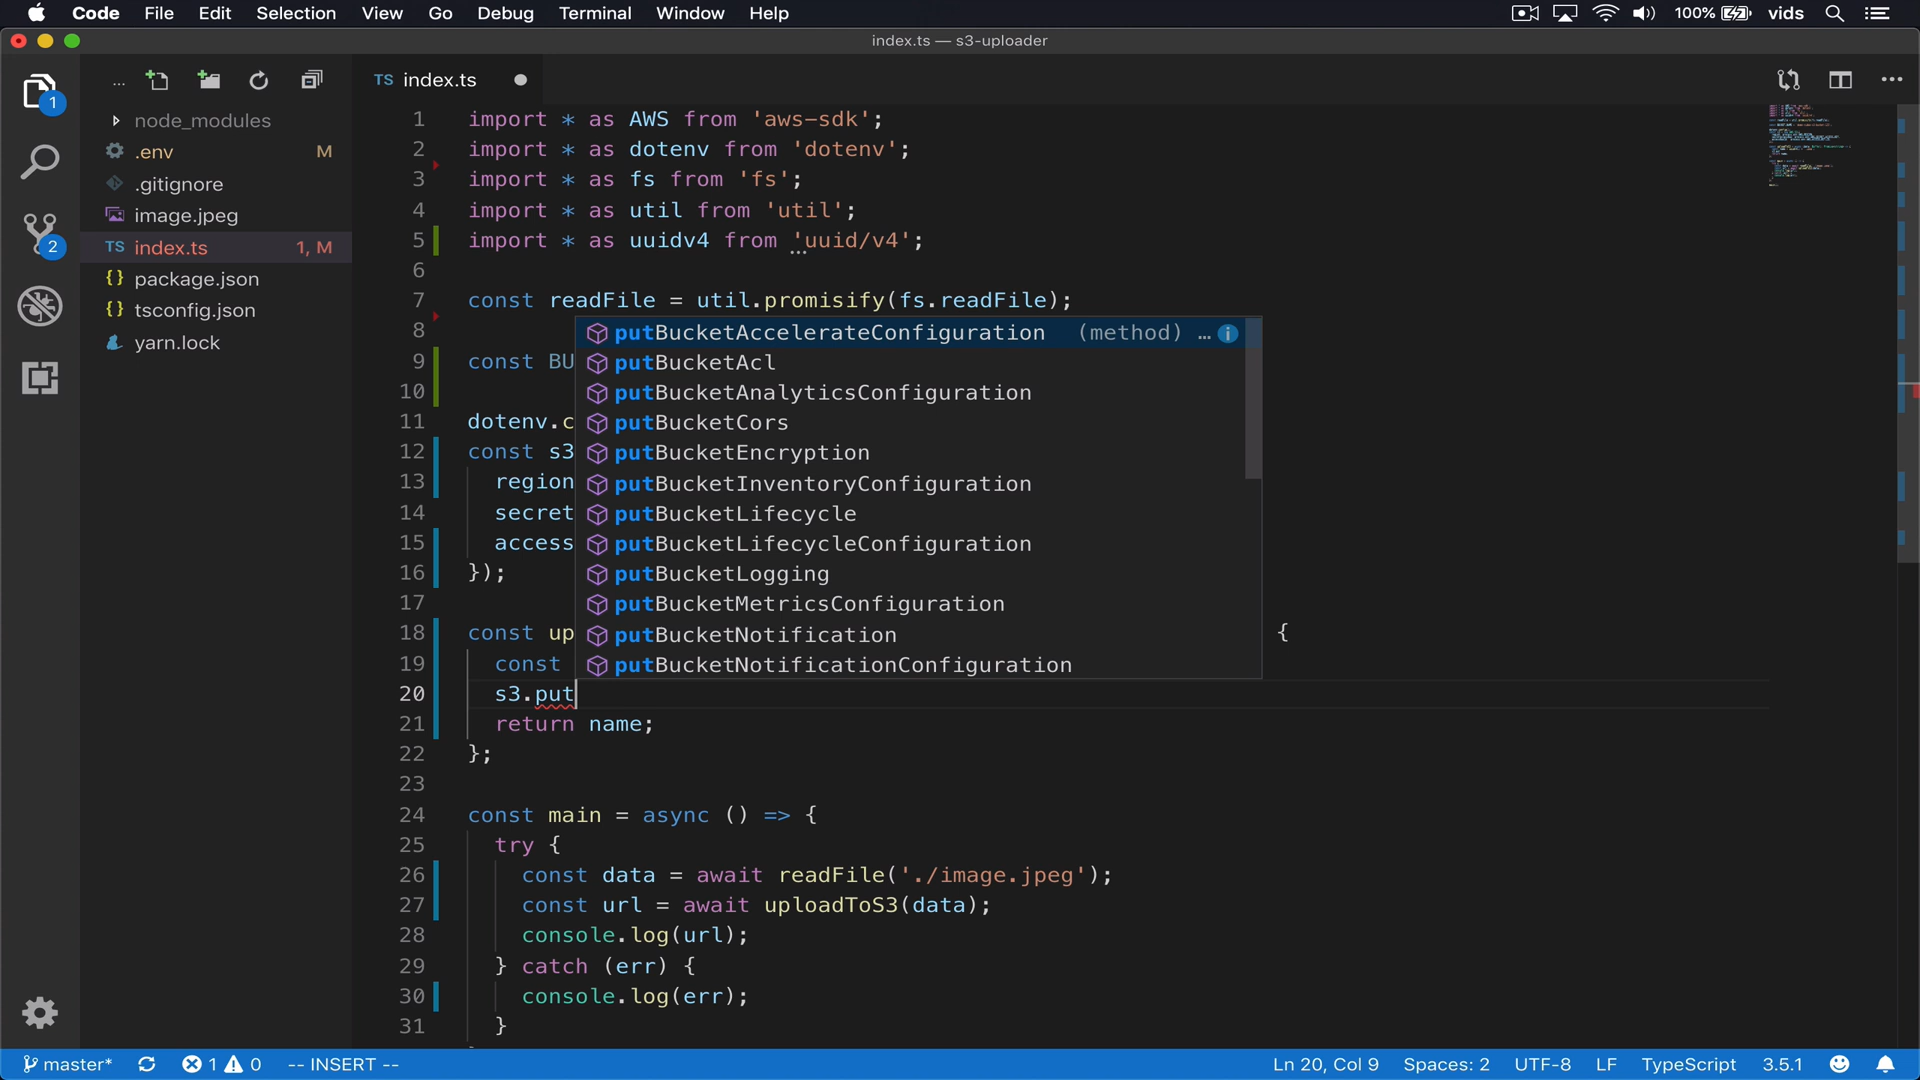 Code File Edit Selection View Go Debug Terminal Window Help 100% vids
index.ts — s3-uploader
... TS index.ts
1
node_modules
.env M
.gitignore
image.jpeg
2
TS index.ts 1, M
{} package.json
{} tsconfig.json
yarn.lock
1 import * as AWS from 'aws-sdk';
2 import * as dotenv from 'dotenv';
3 import * as fs from 'fs';
4 import * as util from 'util';
5 import * as uuidv4 from 'uuid/v4';
6
7 const readFile = util.promisify(fs.readFile);
8 putBucketAccelerateConfiguration (method) …
9 const BU putBucketAcl
10 putBucketAnalyticsConfiguration
11 dotenv.c putBucketCors
12 const s3 putBucketEncryption
13 region putBucketInventoryConfiguration
14 secret putBucketLifecycle
15 access putBucketLifecycleConfiguration
16 }); putBucketLogging
17 putBucketMetricsConfiguration
18 const up putBucketNotification {
19 const putBucketNotificationConfiguration
20 s3.put
21 return name;
22 };
23
24 const main = async () => {
25 try {
26 const data = await readFile('./image.jpeg');
27 const url = await uploadToS3(data);
28 console.log(url);
29 } catch (err) {
30 console.log(err);
31 }
master* 1 0 -- INSERT -- Ln 20, Col 9 Spaces: 2 UTF-8 LF TypeScript 3.5.1